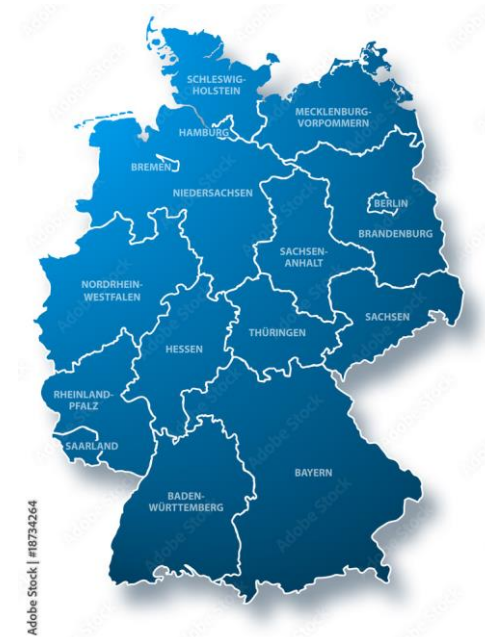 SCHLESWIG-
HOLSTEIN
MECKLENBURG-
VORPOMMERN
HAMBURG
BREMEN
NIEDERSACHSEN
BERLIN
BRANDENBURG
SACHSEN-
ANHALT
NORDRHEIN-
WESTFALEN
SACHSEN
THÜRINGEN
HESSEN
RHEINLAND-
PFALZ
SAARLAND
BAYERN
BADEN-
WÜRTTEMBERG
Adobe Stock | #18734264